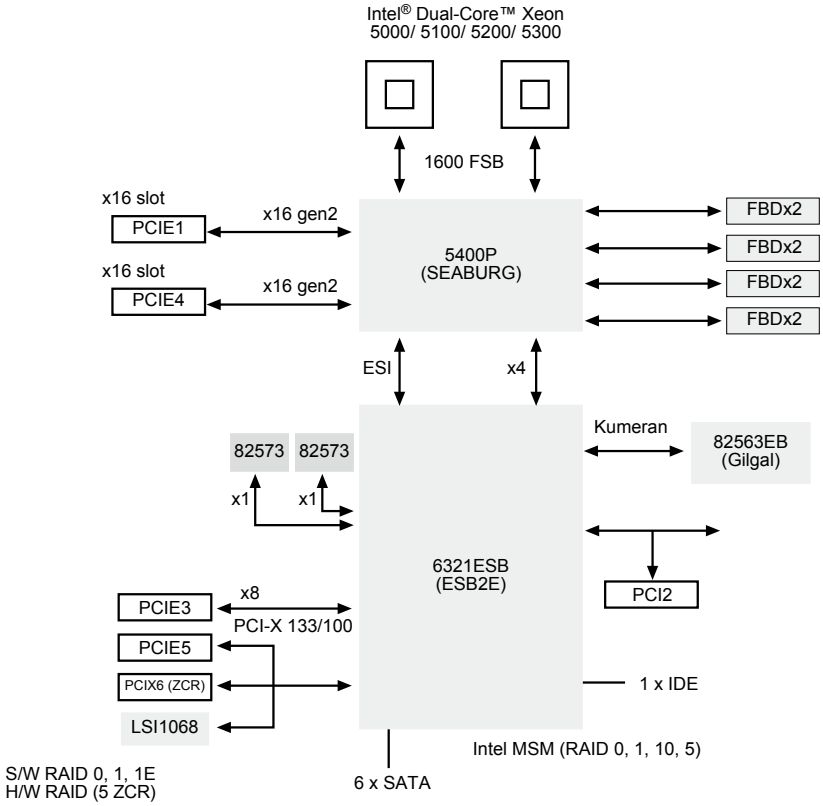 Intel® Dual-Core™ Xeon
5000/ 5100/ 5200/ 5300
1600 FSB
x16 slot
PCIE1
x16 gen2
x16 slot
PCIE4
x16 gen2
5400P
(SEABURG)
FBDx2
FBDx2
FBDx2
FBDx2
ESI
x4
82573
82573
x1
x1
Kumeran
82563EB
(Gilgal)
6321ESB
(ESB2E)
PCI2
PCIE3
x8
PCI-X 133/100
PCIE5
PCIX6 (ZCR)
LSI1068
1 x IDE
Intel MSM (RAID 0, 1, 10, 5)
6 x SATA
S/W RAID 0, 1, 1E
H/W RAID (5 ZCR)